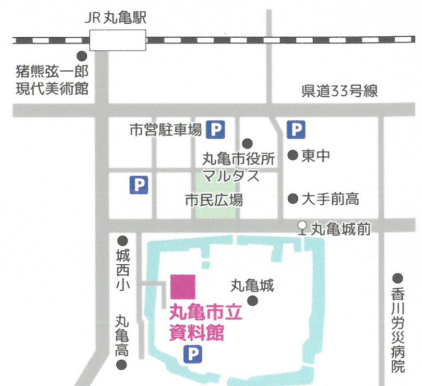 JR丸亀駅
猪熊弦一郎
現代美術館
県道33号線
市営駐車場
P
P
丸亀市役所
マルタス
東中
P
市民広場
大手前高
丸亀城前
城西小
丸亀城
丸亀市立
資料館
香川労災病院
丸亀高
P